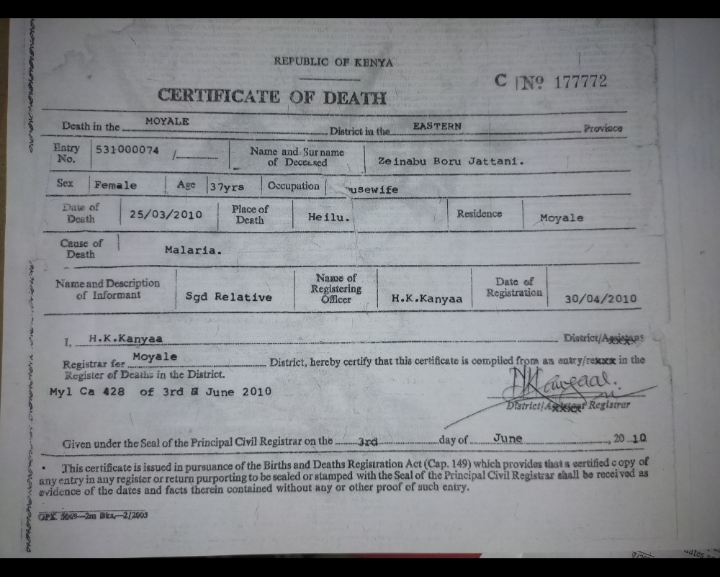 REPUBLIC OF KENYA
C Nº 177772
CERTIFICATE OF DEATH
Death in the MOYALE District in the EASTERN Province
Entry No. 531000074 / Name and Surname of Deceased Zeinabu Boru Jattani.
Sex Female Age 37yrs Occupation usewife
Date of Death 25/03/2010 Place of Death Heilu. Residence Moyale
Cause of Death Malaria.
Name and Description of Informant Sgd Relative Name of Registering Officer H.K.Kanyaa Date of Registration 30/04/2010
I, H.K.Kanyaa District/Assistant
Registrar for Moyale District, hereby certify that this certificate is compiled from an entry/rexxx in the
Register of Deaths in the District.
Myl Ca 428 of 3rd June 2010
HKanyaa.
District/Assistant Registrar
Given under the Seal of the Principal Civil Registrar on the 3rd day of June, 2010
• This certificate is issued in pursuance of the Births and Deaths Registration Act (Cap. 149) which provides that a certified copy of
any entry in any register or return purporting to be sealed or stamped with the Seal of the Principal Civil Registrar shall be received as
evidence of the dates and facts therein contained without any or other proof of such entry.
GPK 5069—2m Bks.—2/2003